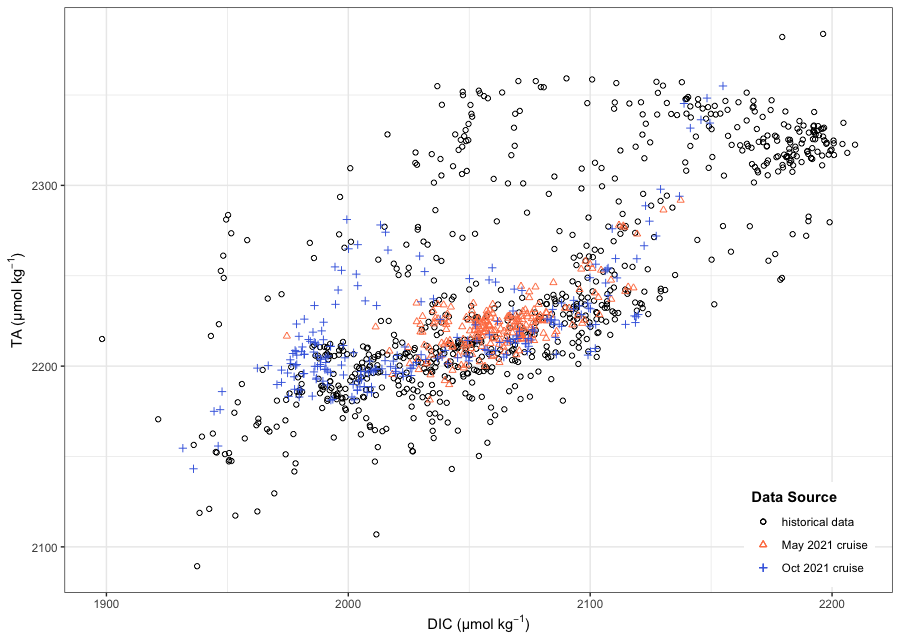 TA (μmol kg⁻¹)
2300
2200
2100
1900 2000 2100 2200
DIC (μmol kg⁻¹)
Data Source
historical data
May 2021 cruise
Oct 2021 cruise